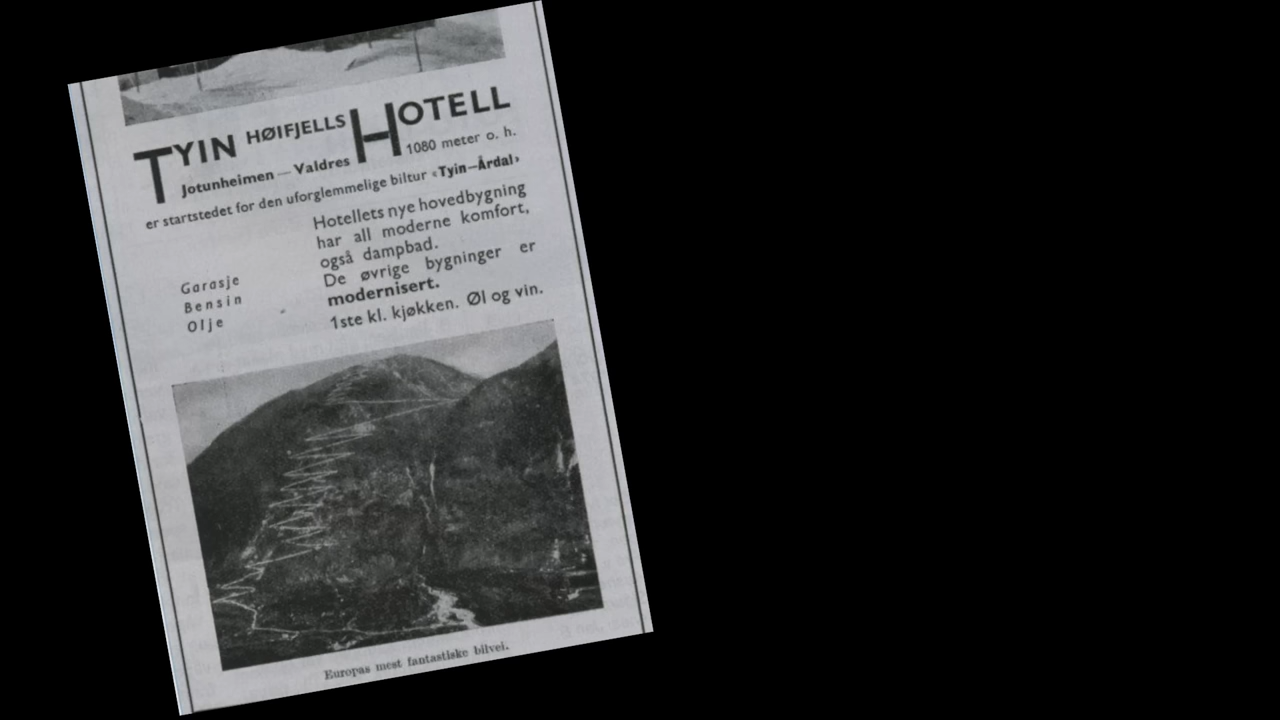 TYIN HØIFJELLS HOTELL
Jotunheimen — Valdres 1080 meter o. h.
er startstedet for den uforglemmelige biltur «Tyin—Årdal»
Hotellets nye hovedbygning
har all moderne komfort,
også dampbad.
De øvrige bygninger er
modernisert.
1ste kl. kjøkken. Øl og vin.
Garasje
Bensin
Olje
Europas mest fantastiske bilvei.